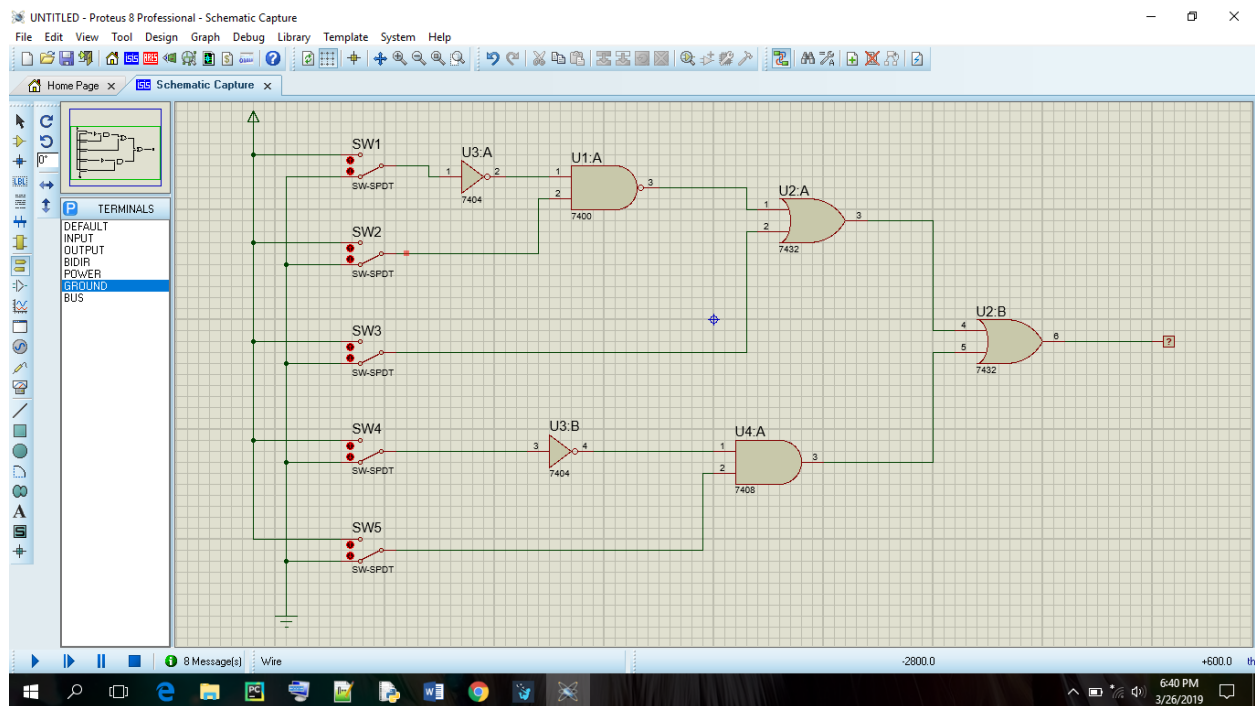 UNTITLED - Proteus 8 Professional - Schematic Capture
File Edit View Tool Design Graph Debug Library Template System Help
Home Page
Schematic Capture
0°
LBL
P TERMINALS
DEFAULT
INPUT
OUTPUT
BIDIR
POWER
GROUND
BUS
A
S
SW1
SW-SPDT
U3:A
1 2
7404
U1:A
1
2
3
7400
SW2
SW-SPDT
U2:A
1
2
3
7432
SW3
SW-SPDT
U2:B
4
5
6
7432
?
SW4
SW-SPDT
U3:B
3 4
7404
U4:A
1
2
3
7408
SW5
SW-SPDT
8 Message(s) Wire -2800.0 +600.0 th
6:40 PM
3/26/2019